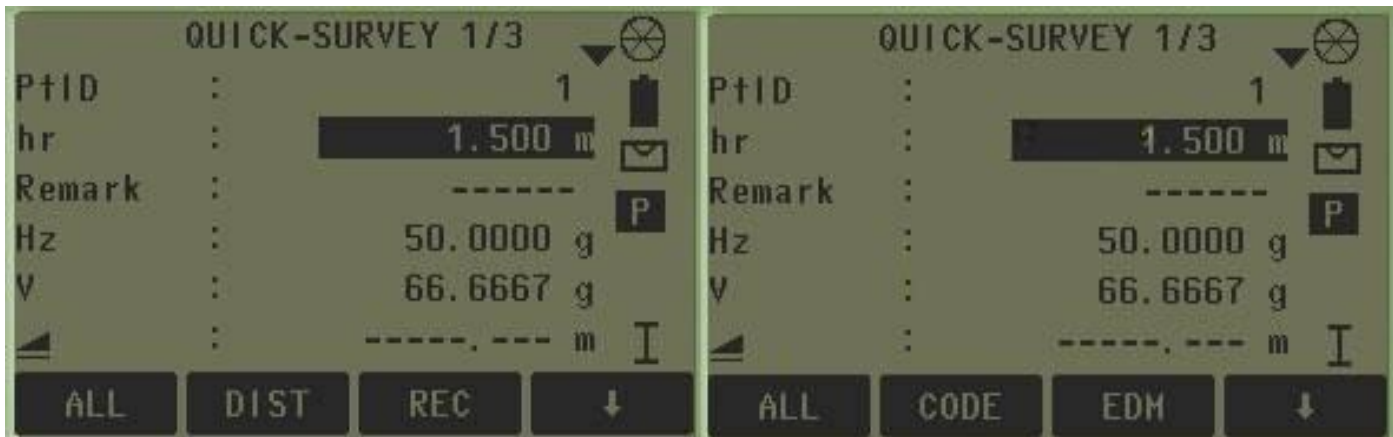 QUICK-SURVEY 1/3
PtID : 1
hr : 1.500 m
Remark : ------
Hz : 50.0000 g
V : 66.6667 g
: -----.--- m
P
I
ALL DIST REC ↓
QUICK-SURVEY 1/3
PtID : 1
hr : 1.500 m
Remark : ------
Hz : 50.0000 g
V : 66.6667 g
: -----.--- m
P
I
ALL CODE EDM ↓